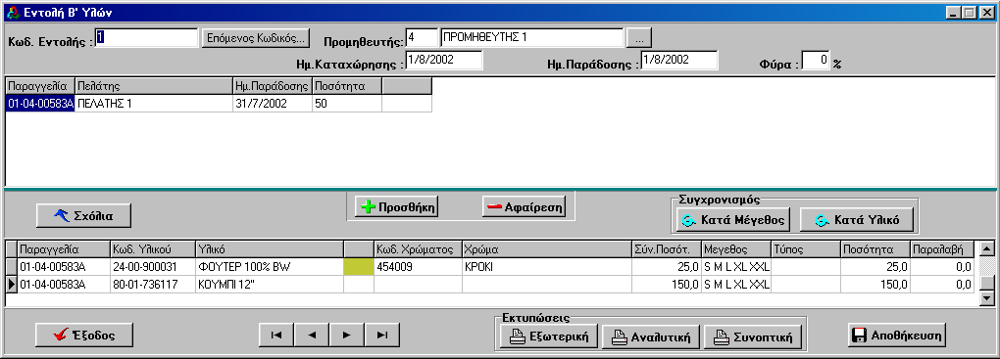 Εντολή Β' Υλών
Κωδ. Εντολής : 1 Επόμενος Κωδικός... Προμηθευτής: 4 ΠΡΟΜΗΘΕΥΤΗΣ 1 ...
Ημ.Καταχώρησης : 1/8/2002 Ημ.Παράδοσης : 1/8/2002 Φύρα : 0 %
Παραγγελία Πελάτης Ημ.Παράδοσης Ποσότητα
01-04-00583Α ΠΕΛΑΤΗΣ 1 31/7/2002 50
Σχόλια Προσθήκη Αφαίρεση
Συγχρονισμός
Κατά Μέγεθος Κατά Υλικό
Παραγγελία Κωδ. Υλικού Υλικό Κωδ. Χρώματος Χρώμα Σύν.Ποσότ. Μεγεθος Τύπος Ποσότητα Παραλαβή
01-04-00583Α 24-00-900031 ΦΟΥΤΕΡ 100% BW 454009 ΚΡΟΚΙ 25,0 S M L XL XXL 25,0 0,0
01-04-00583Α 80-01-736117 ΚΟΥΜΠΙ 12'' 150,0 S M L XL XXL 150,0 0,0
Εκτυπώσεις
Έξοδος Εξωτερική Αναλυτική Συνοπτική Αποθήκευση